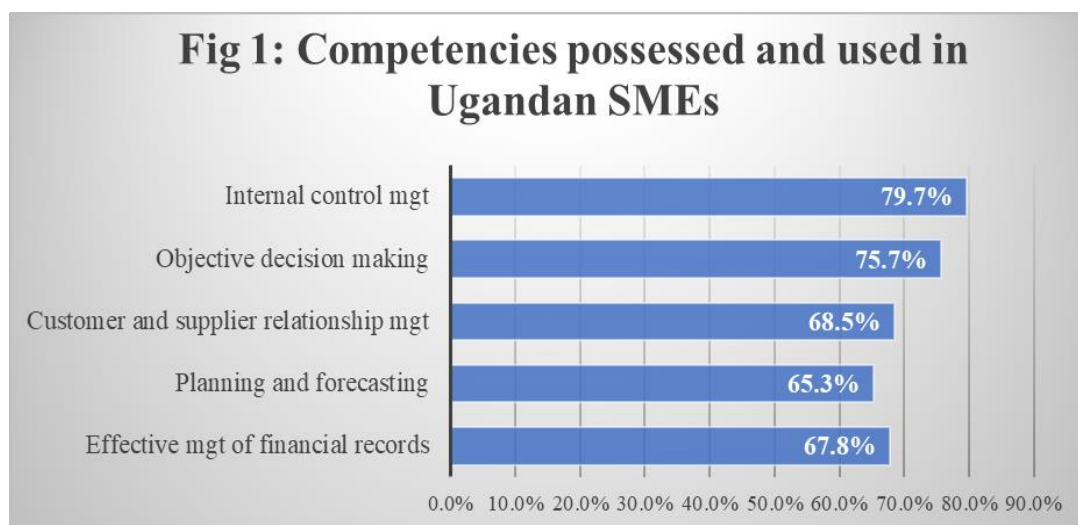 Fig 1: Competencies possessed and used in
Ugandan SMEs
Internal control mgt
79.7%
Objective decision making
75.7%
Customer and supplier relationship mgt
68.5%
Planning and forecasting
65.3%
Effective mgt of financial records
67.8%
0.0% 10.0% 20.0% 30.0% 40.0% 50.0% 60.0% 70.0% 80.0% 90.0%